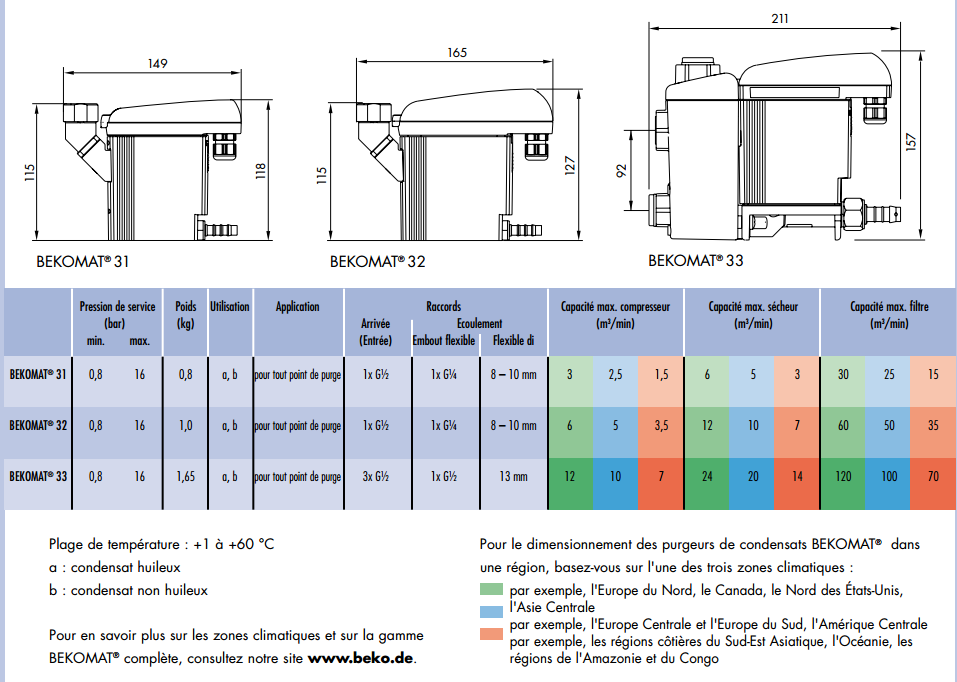 149
115
118
BEKOMAT® 31
165
115
127
BEKOMAT® 32
211
92
157
BEKOMAT® 33
Pression de service (bar) min. max. Poids (kg) Utilisation Application Raccords Arrivée (Entrée) Ecoulement Embout flexible Flexible di Capacité max. compresseur (m³/min) Capacité max. sécheur (m³/min) Capacité max. filtre (m³/min)
BEKOMAT® 31 0,8 16 0,8 a, b pour tout point de purge 1x G½ 1x G¼ 8 – 10 mm 3 2,5 1,5 6 5 3 30 25 15
BEKOMAT® 32 0,8 16 1,0 a, b pour tout point de purge 1x G½ 1x G¼ 8 – 10 mm 6 5 3,5 12 10 7 60 50 35
BEKOMAT® 33 0,8 16 1,65 a, b pour tout point de purge 3x G½ 1x G½ 13 mm 12 10 7 24 20 14 120 100 70
Plage de température : +1 à +60 °C
a : condensat huileux
b : condensat non huileux
Pour en savoir plus sur les zones climatiques et sur la gamme
BEKOMAT® complète, consultez notre site www.beko.de.
Pour le dimensionnement des purgeurs de condensats BEKOMAT® dans
une région, basez-vous sur l'une des trois zones climatiques :
par exemple, l'Europe du Nord, le Canada, le Nord des États-Unis,
l'Asie Centrale
par exemple, l'Europe Centrale et l'Europe du Sud, l'Amérique Centrale
par exemple, les régions côtières du Sud-Est Asiatique, l'Océanie, les
régions de l'Amazonie et du Congo